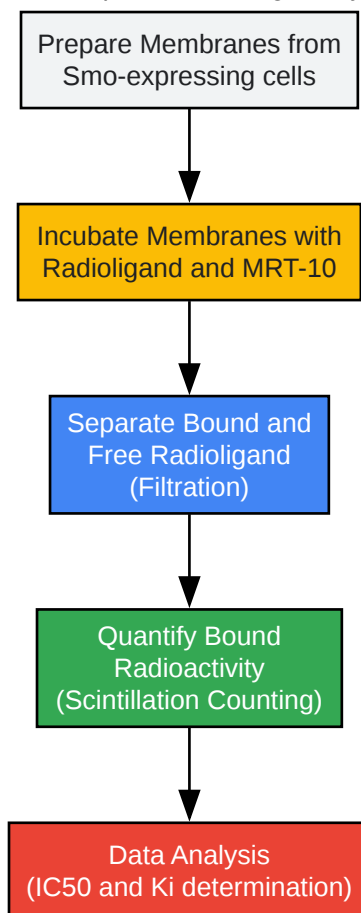 Prepare Membranes from
Smo-expressing cells
Incubate Membranes with
Radioligand and MRT-10
Separate Bound and
Free Radioligand
(Filtration)
Quantify Bound
Radioactivity
(Scintillation Counting)
Data Analysis
(IC50 and Ki determination)